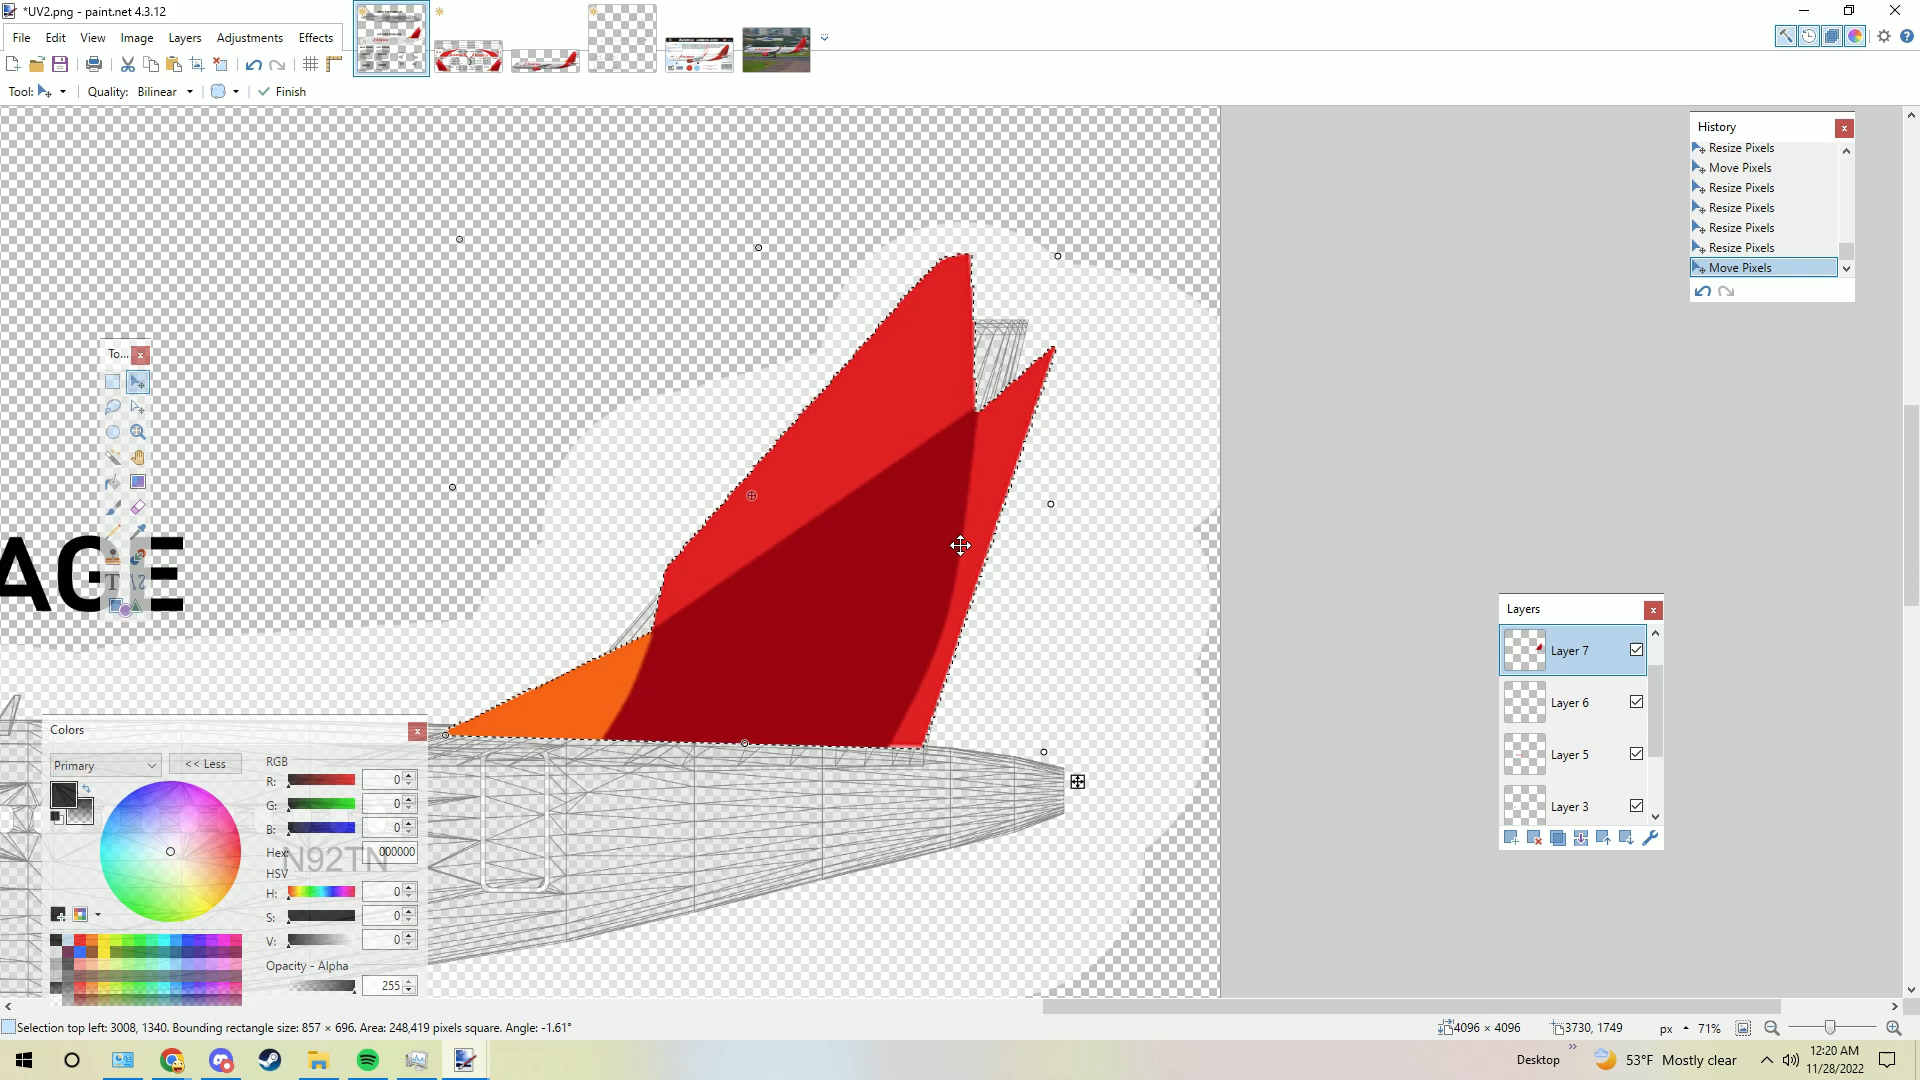 *UV2.png - paint.net 4.3.12
File Edit View Image Layers Adjustments Effects
Tool: Quality: Bilinear Finish
History
Resize Pixels
Move Pixels
Resize Pixels
Resize Pixels
Resize Pixels
Resize Pixels
Move Pixels
To...
AGE
Colors
Primary
<< Less
RGB
R: 0
G: 0
B: 0
Hex: 000000
N92TN
HSV
H: 0
S: 0
V: 0
Opacity - Alpha
255
Layers
Layer 7
Layer 6
Layer 5
Layer 3
Selection top left: 3008, 1340. Bounding rectangle size: 857 × 696. Area: 248,419 pixels square. Angle: -1.61°
4096 × 4096
3730, 1749
px
71%
Desktop
53°F Mostly clear
12:20 AM
11/28/2022